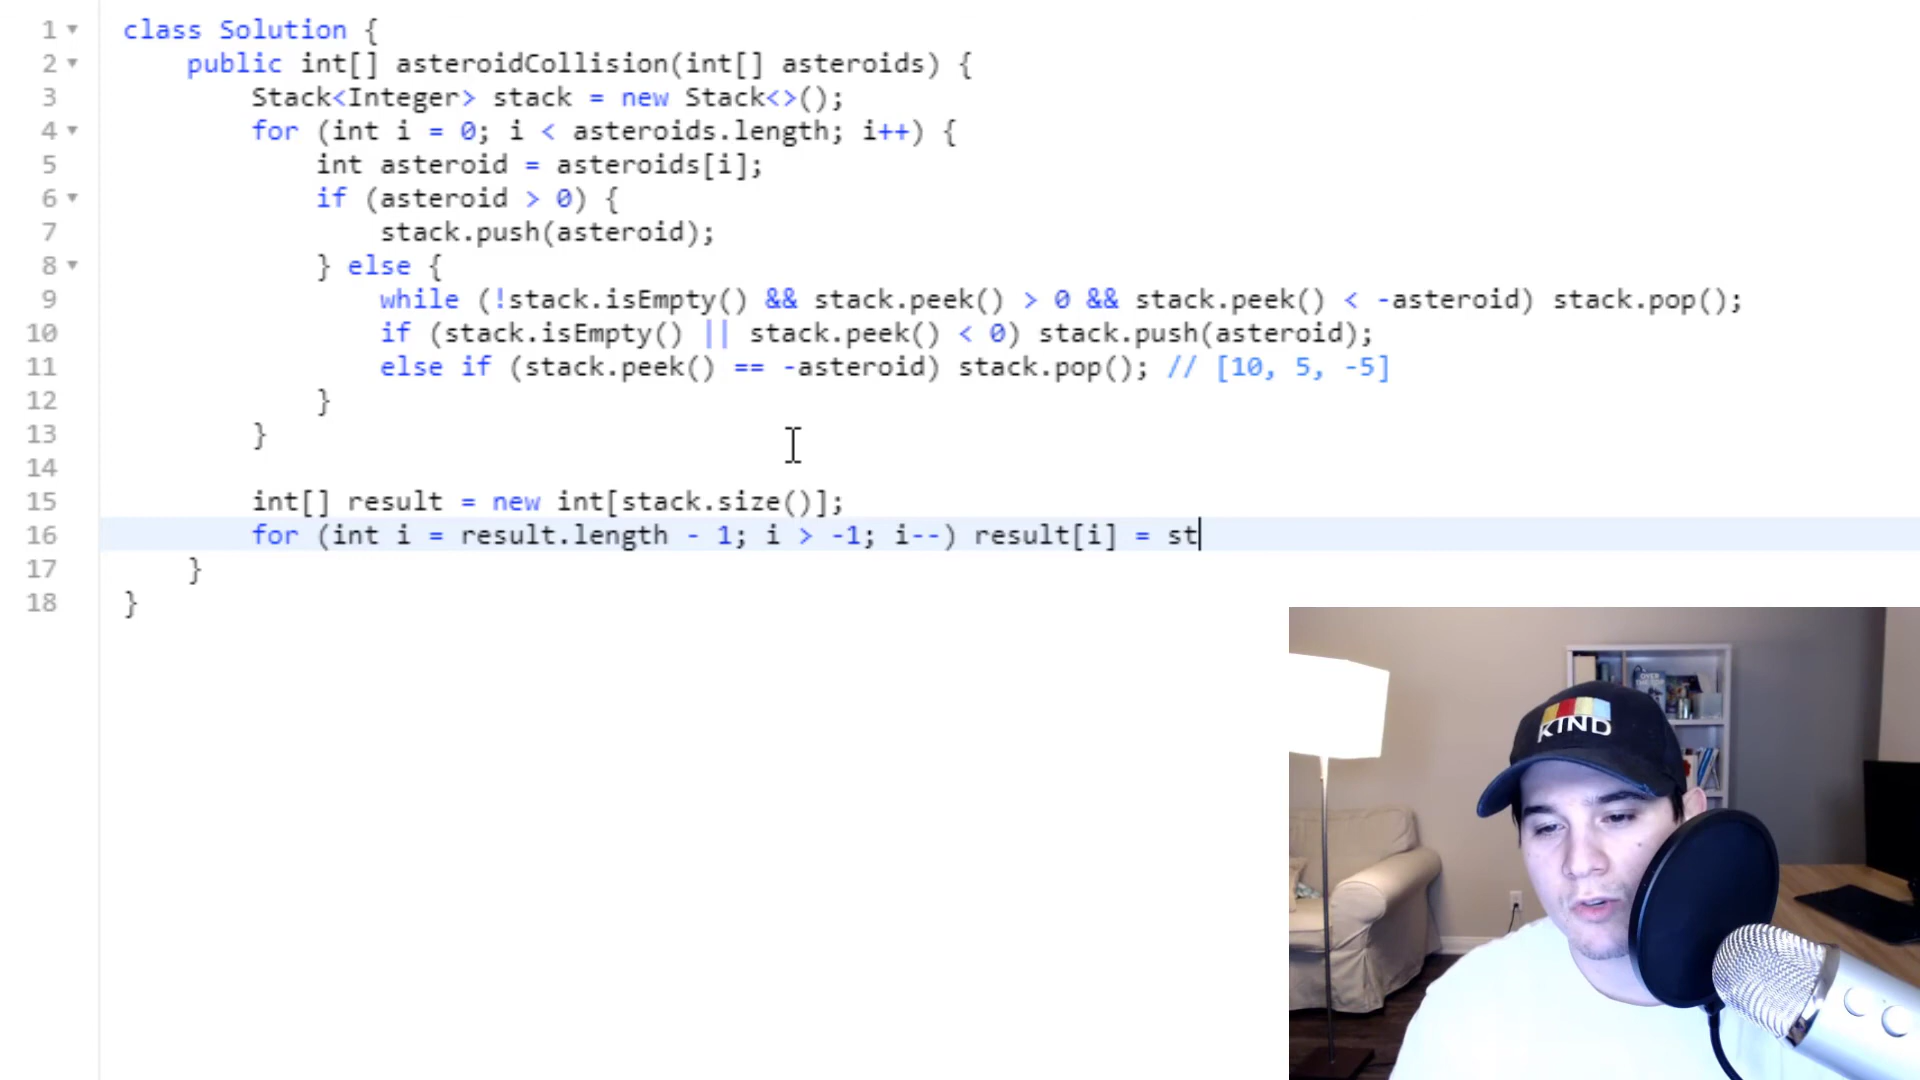 1 class Solution {
2 public int[] asteroidCollision(int[] asteroids) {
3 Stack<Integer> stack = new Stack<>();
4 for (int i = 0; i < asteroids.length; i++) {
5 int asteroid = asteroids[i];
6 if (asteroid > 0) {
7 stack.push(asteroid);
8 } else {
9 while (!stack.isEmpty() && stack.peek() > 0 && stack.peek() < -asteroid) stack.pop();
10 if (stack.isEmpty() || stack.peek() < 0) stack.push(asteroid);
11 else if (stack.peek() == -asteroid) stack.pop(); // [10, 5, -5]
12 }
13 }
14
15 int[] result = new int[stack.size()];
16 for (int i = result.length - 1; i > -1; i--) result[i] = st
17 }
18 }
KIND